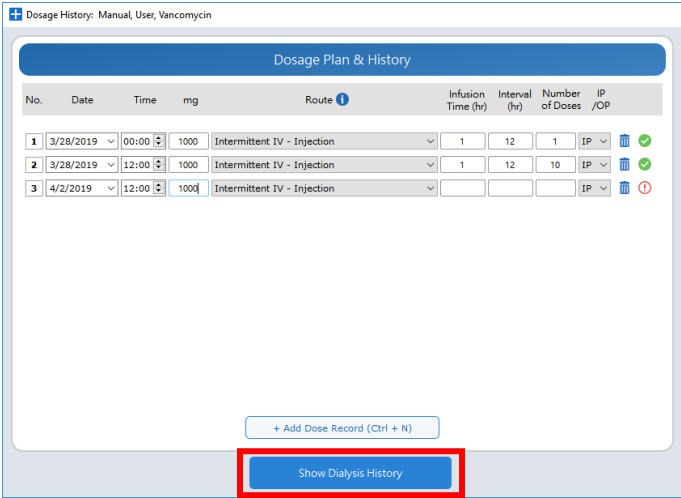 Dosage History: Manual, User, Vancomycin
Dosage Plan & History
No. Date Time mg Route Infusion Time (hr) Interval (hr) Number of Doses IP /OP
1 3/28/2019 00:00 1000 Intermittent IV - Injection 1 12 1 IP
2 3/28/2019 12:00 1000 Intermittent IV - Injection 1 12 10 IP
3 4/2/2019 12:00 1000 Intermittent IV - Injection IP
+ Add Dose Record (Ctrl + N)
Show Dialysis History